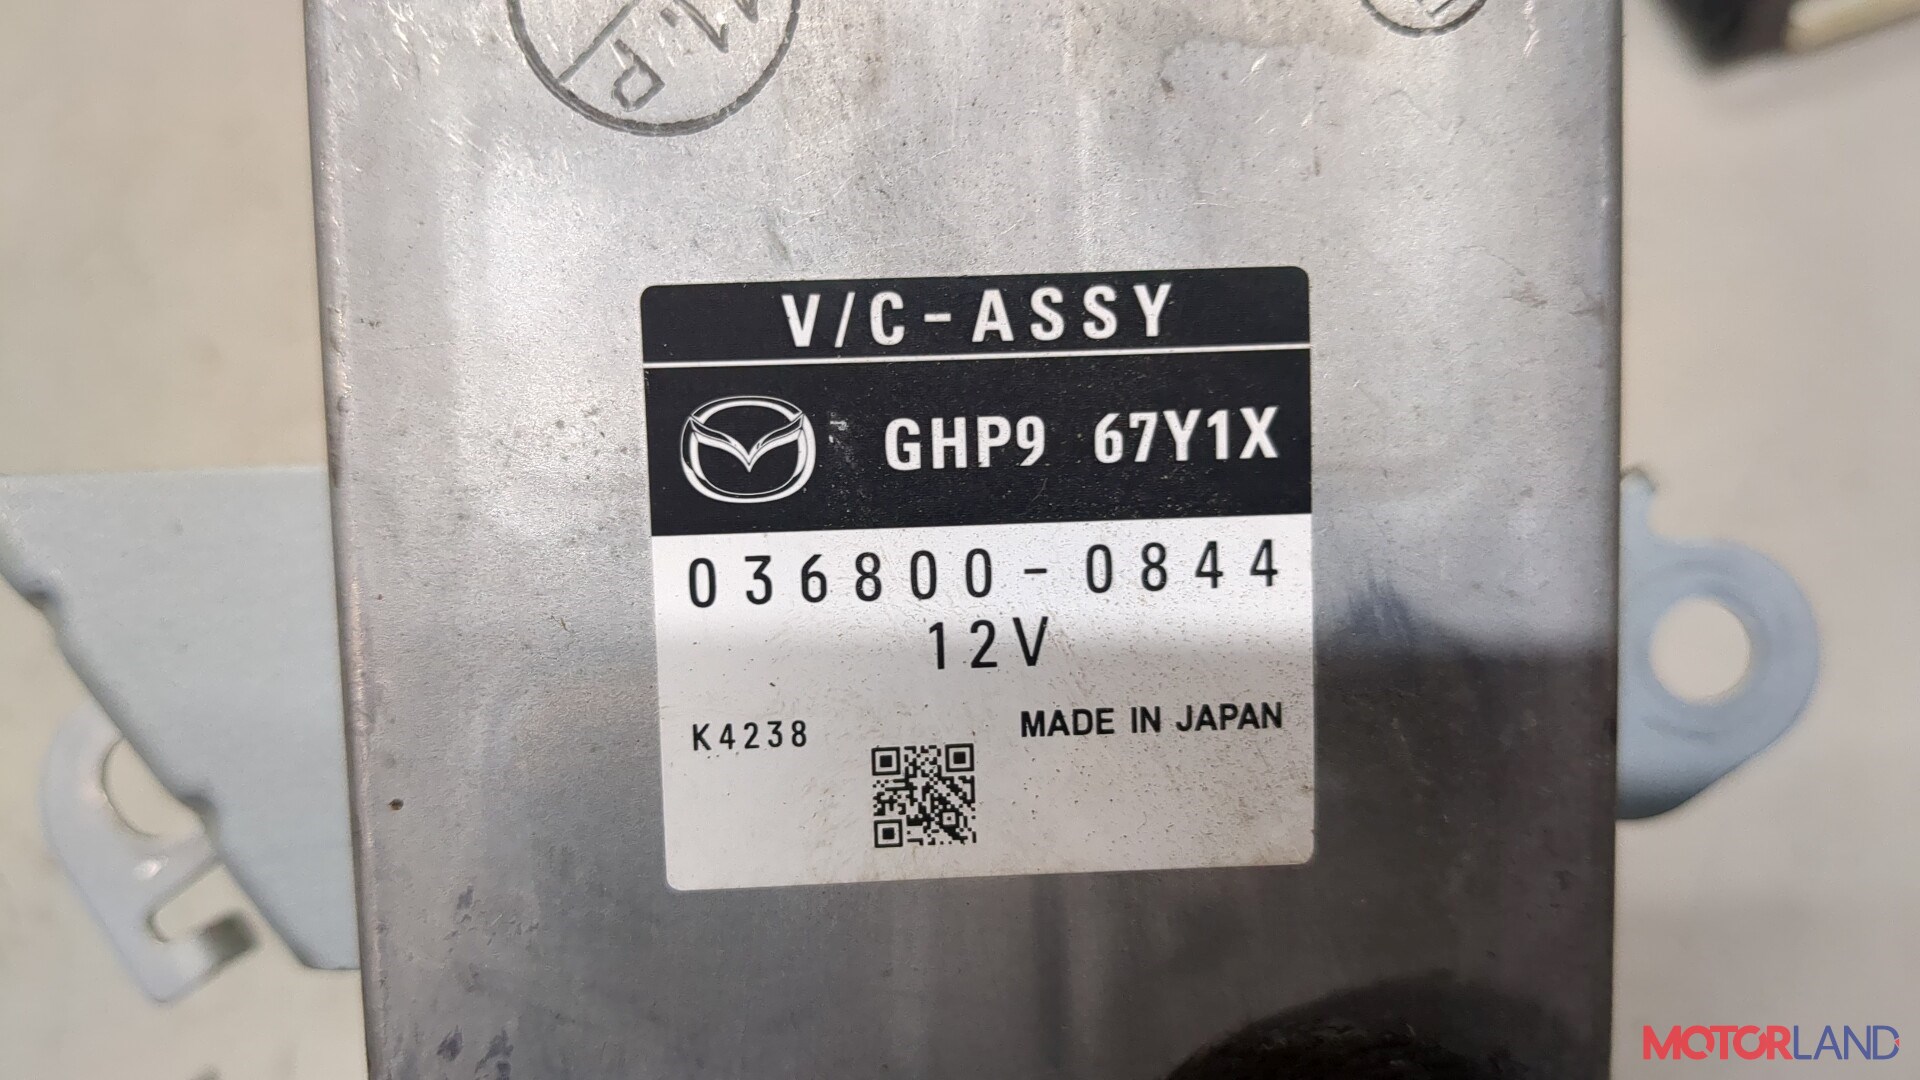 P
V/C-ASSY
GHP9 67Y1X
036800-0844
12V
K4238
MADE IN JAPAN
MOTORLAND